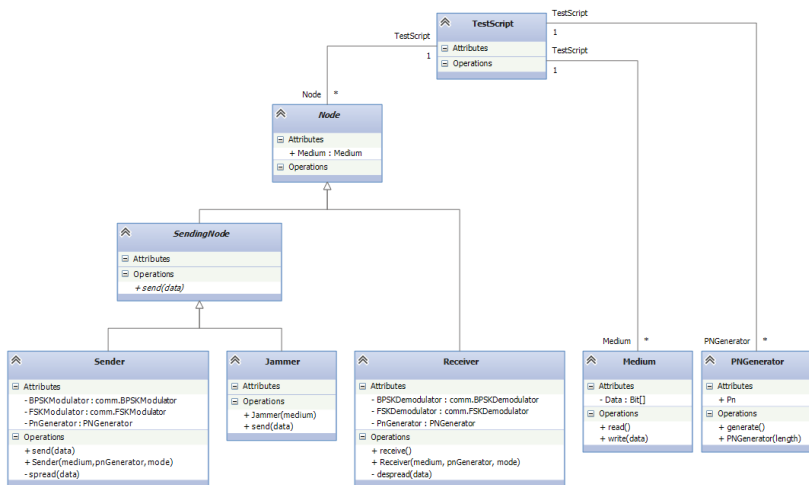 TestScript
Attributes
Operations
TestScript
1
TestScript
1
TestScript
1
Node *
Node
Attributes
+ Medium : Medium
Operations
SendingNode
Attributes
Operations
+ send(data)
Medium *
PNGenerator *
Sender
Attributes
- BPSKModulator : comm.BPSKModulator
- FSKModulator : comm.FSKModulator
- PnGenerator : PNGenerator
Operations
+ send(data)
+ Sender(medium,pnGenerator, mode)
- spread(data)
Jammer
Attributes
Operations
+ Jammer(medium)
+ send(data)
Receiver
Attributes
- BPSKDemodulator : comm.BPSKDemodulator
- FSKDemodulator : comm.FSKDemodulator
- PnGenerator : PNGenerator
Operations
+ receive()
+ Receiver(medium, pnGenerator, mode)
- despread(data)
Medium
Attributes
- Data : Bit[]
Operations
+ read()
+ write(data)
PNGenerator
Attributes
+ Pn
Operations
+ generate()
+ PNGenerator(length)